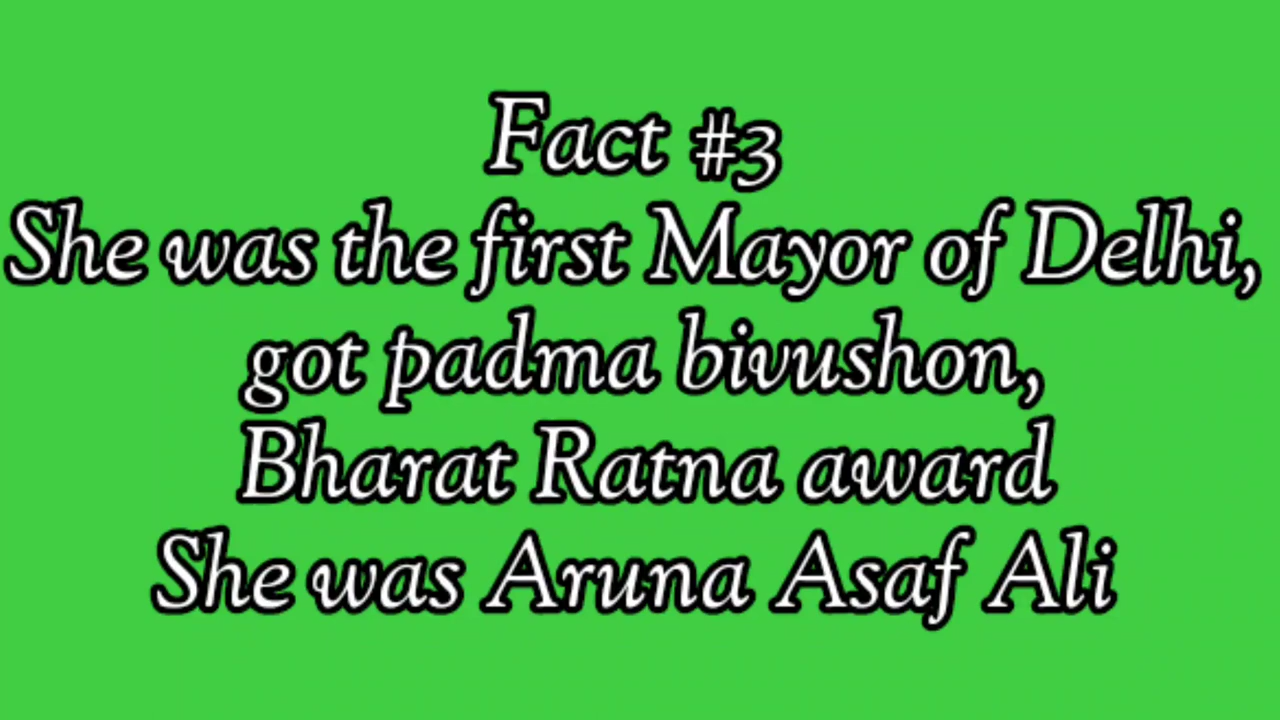 Fact #3
She was the first Mayor of Delhi,
got padma bivushon,
Bharat Ratna award
She was Aruna Asaf Ali